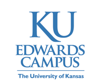 KU
EDWARDS
CAMPUS
The University of Kansas